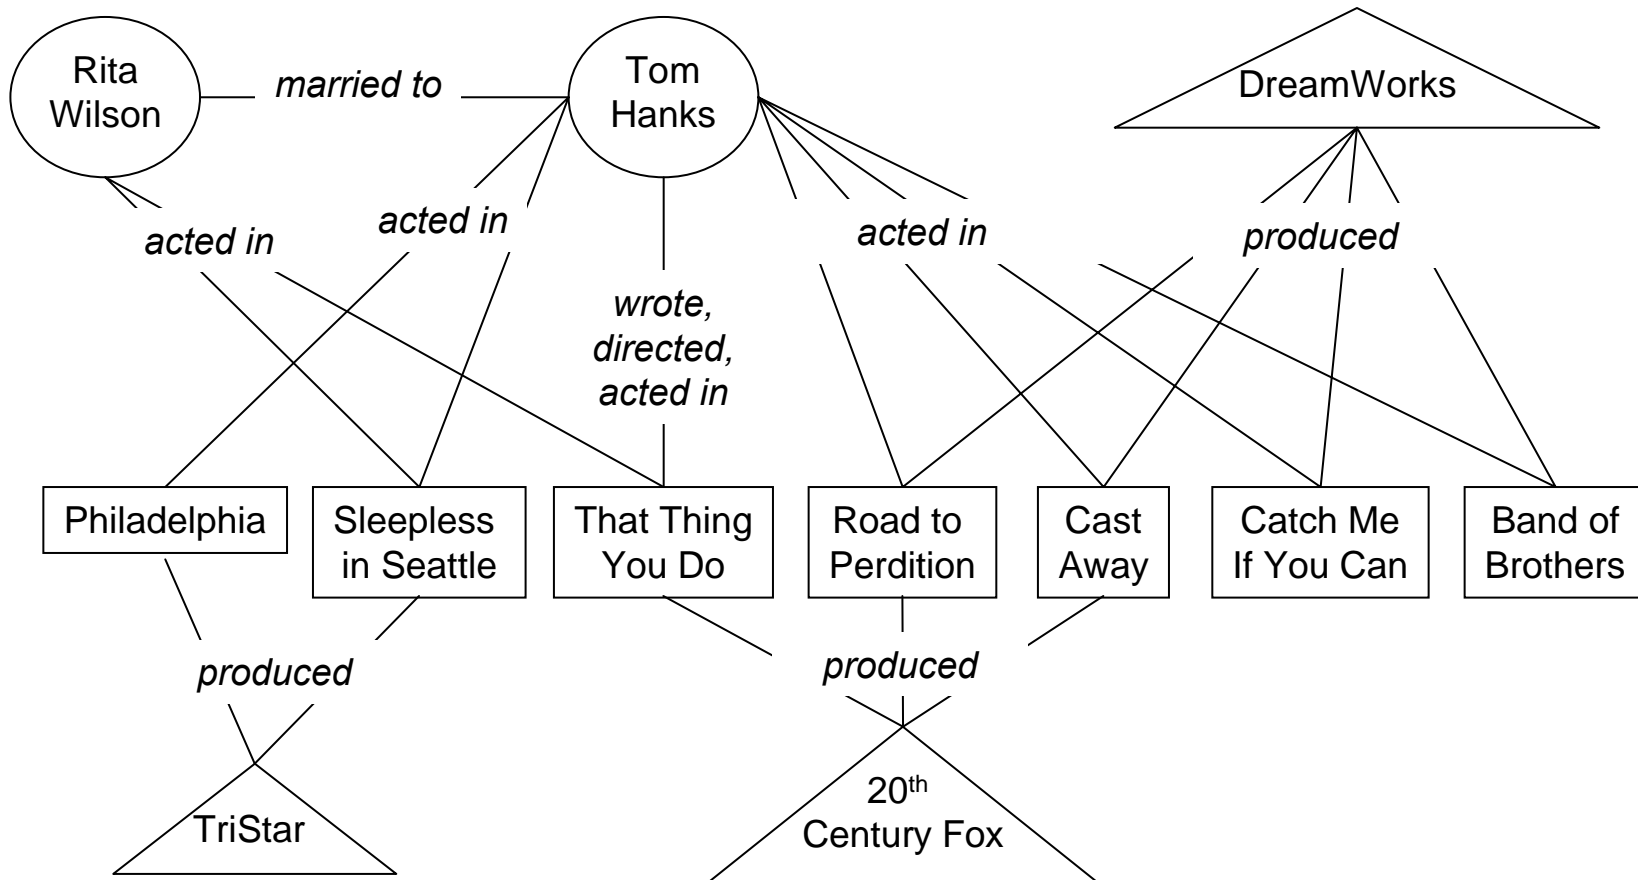 Rita
Wilson
married to
Tom
Hanks
DreamWorks
acted in
acted in
acted in
produced
wrote,
directed,
acted in
Philadelphia
Sleepless
in Seattle
That Thing
You Do
Road to
Perdition
Cast
Away
Catch Me
If You Can
Band of
Brothers
produced
produced
TriStar
20th
Century Fox